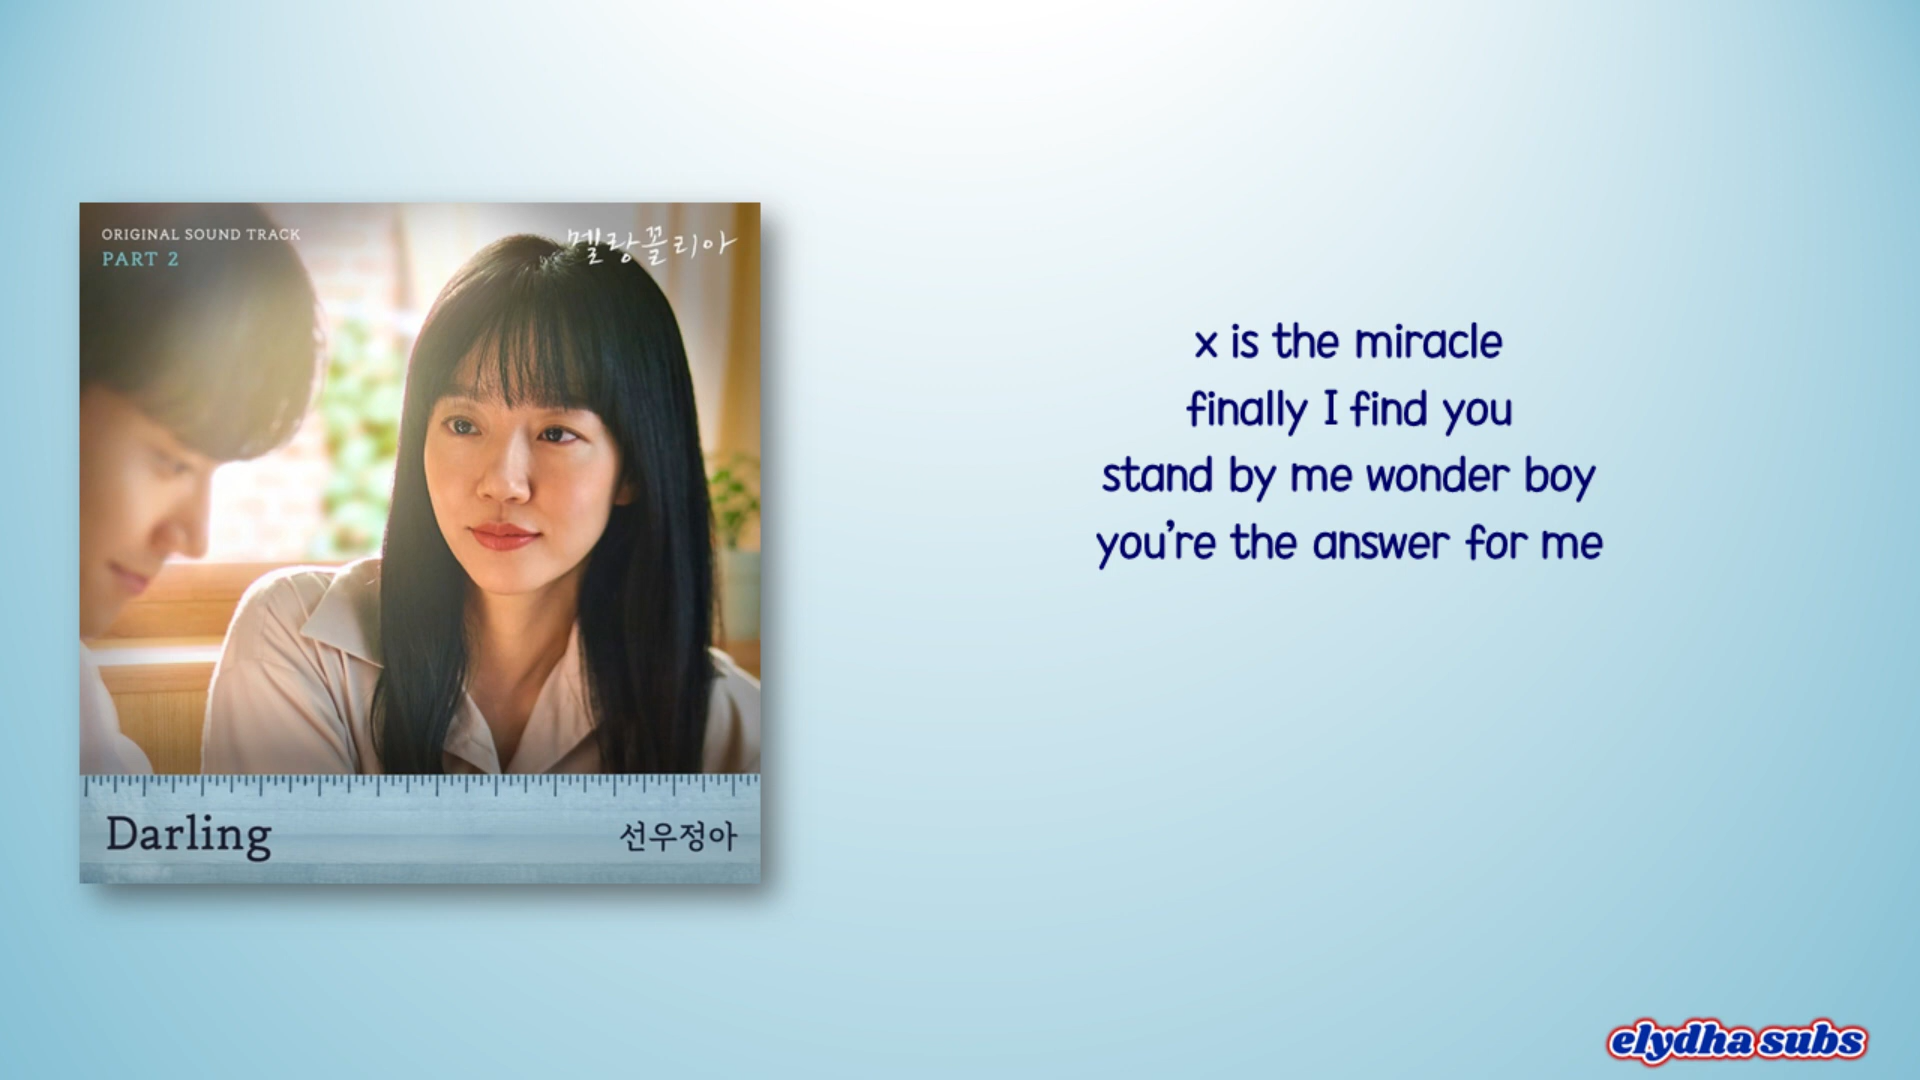 ORIGINAL SOUND TRACK
PART 2
멜랑꼴리아
Darling
선우정아
x is the miracle
finally I find you
stand by me wonder boy
you're the answer for me
elydha subs